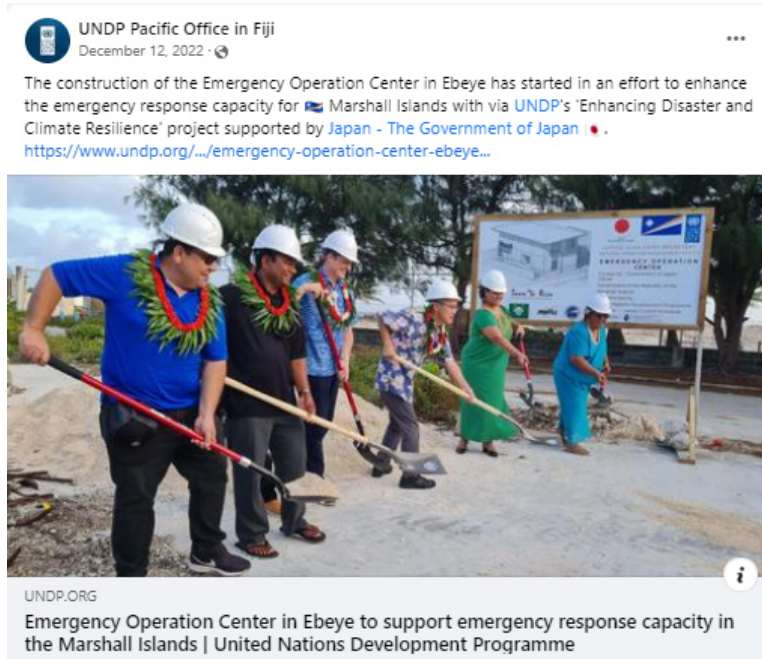 UNDP Pacific Office in Fiji
December 12, 2022 ·
The construction of the Emergency Operation Center in Ebeye has started in an effort to enhance
the emergency response capacity for 🇲🇭 Marshall Islands with via UNDP's 'Enhancing Disaster and
Climate Resilience' project supported by Japan - The Government of Japan 🇯🇵.
https://www.undp.org/.../emergency-operation-center-ebeye...
EMERGENCY OPERATION
CENTER
UNDP.ORG
Emergency Operation Center in Ebeye to support emergency response capacity in
the Marshall Islands | United Nations Development Programme